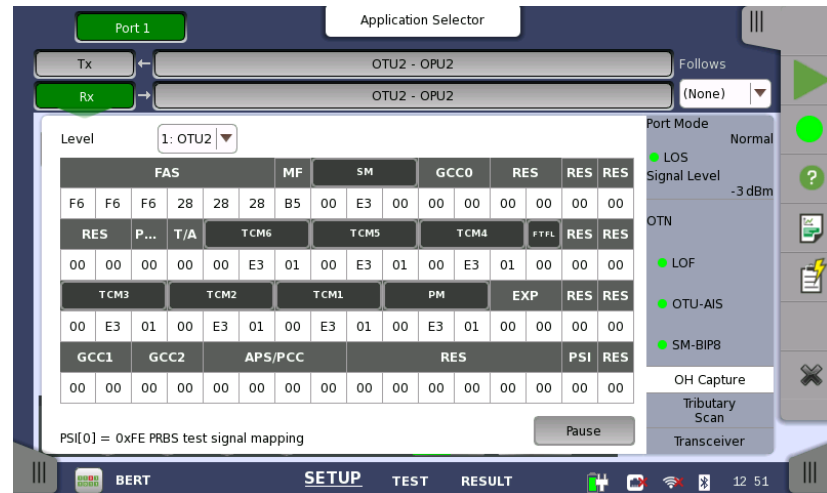 Port 1
Application Selector
Tx ← OTU2 - OPU2 Follows
Rx → OTU2 - OPU2 (None)
Level 1: OTU2
FAS MF SM GCC0 RES RES RES
F6 F6 F6 28 28 28 B5 00 E3 00 00 00 00 00 00 00
RES P... T/A TCM6 TCM5 TCM4 FTFL RES RES
00 00 00 00 00 E3 01 00 E3 01 00 E3 01 00 00 00
TCM3 TCM2 TCM1 PM EXP RES RES
00 E3 01 00 E3 01 00 E3 01 00 E3 01 00 00 00 00
GCC1 GCC2 APS/PCC RES PSI RES
00 00 00 00 00 00 00 00 00 00 00 00 00 00 00 00
PSI[0] = 0xFE PRBS test signal mapping
Pause
Port Mode
Normal
LOS
Signal Level
-3 dBm
OTN
LOF
OTU-AIS
SM-BIP8
OH Capture
Tributary
Scan
Transceiver
BERT SETUP TEST RESULT 12 51